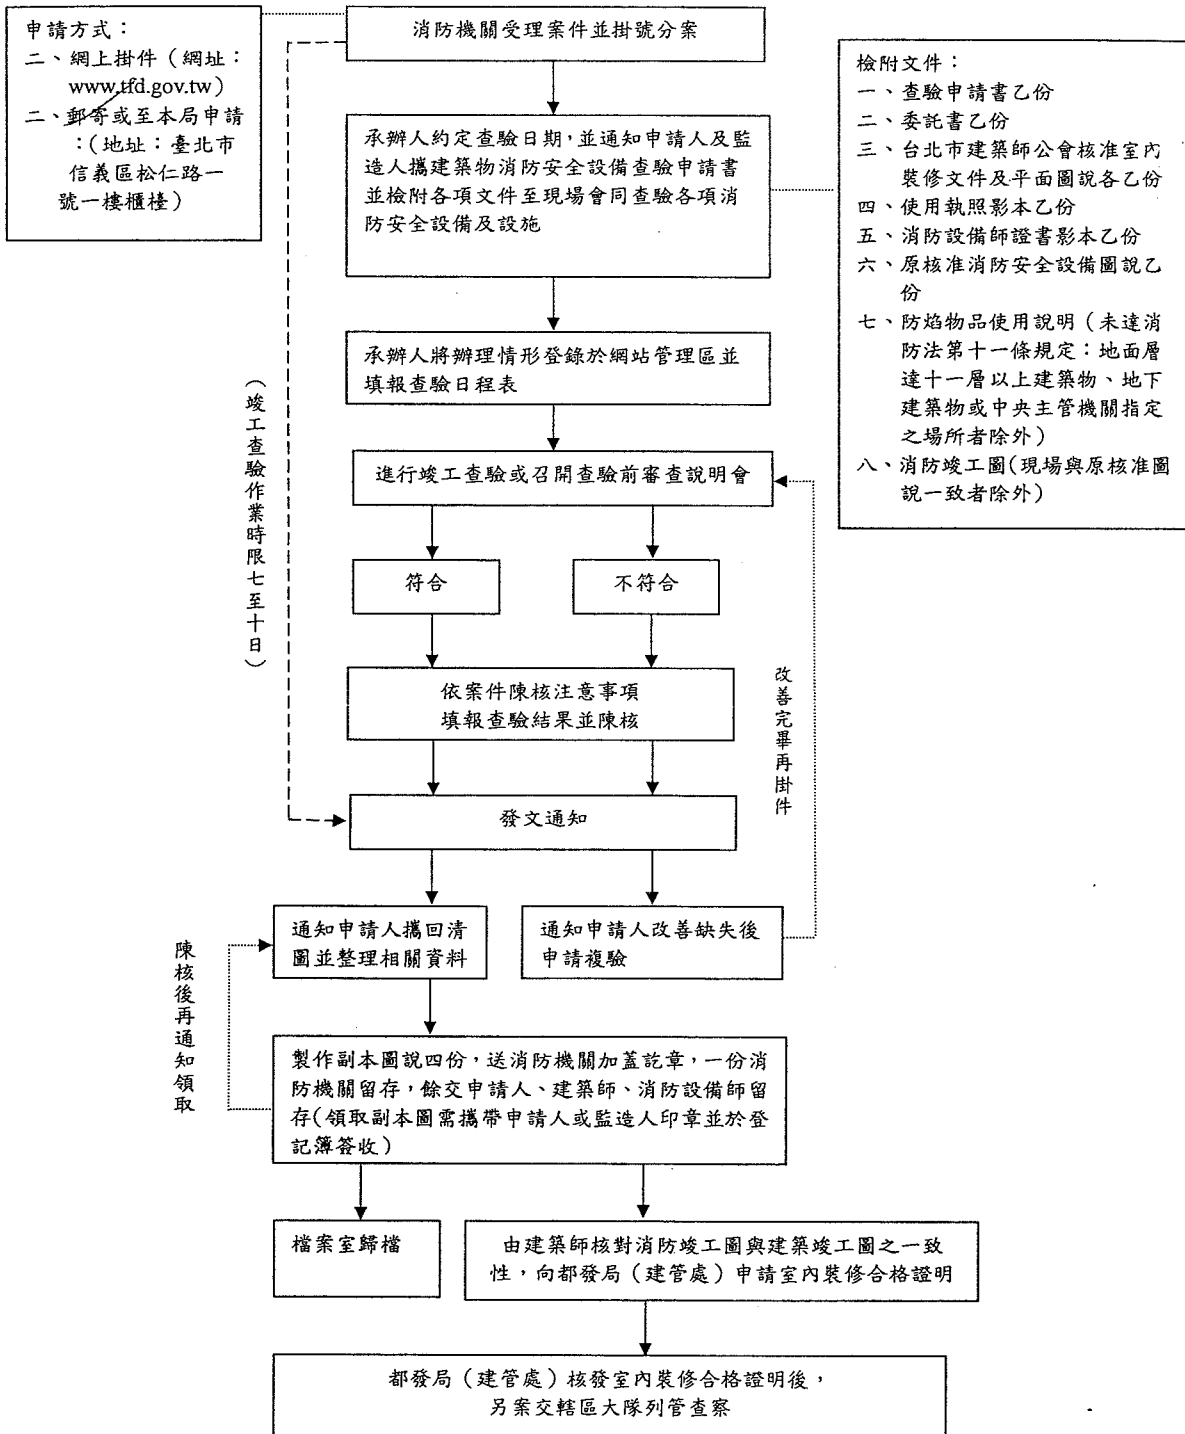 申請方式：
二、網上掛件（網址：
www.tfd.gov.tw）
二、郵寄或至本局申請
：（地址：臺北市
信義區松仁路一
號一樓櫃檯）
消防機關受理案件並掛號分案
檢附文件：
一、查驗申請書乙份
二、委託書乙份
三、台北市建築師公會核准室內
裝修文件及平面圖說各乙份
四、使用執照影本乙份
五、消防設備師證書影本乙份
六、原核准消防安全設備圖說乙
份
七、防焰物品使用說明（未達消
防法第十一條規定：地面層
達十一層以上建築物、地下
建築物或中央主管機關指定
之場所者除外）
八、消防竣工圖(現場與原核准圖
說一致者除外）
承辦人約定查驗日期，並通知申請人及監
造人攜建築物消防安全設備查驗申請書
並檢附各項文件至現場會同查驗各項消
防安全設備及設施
承辦人將辦理情形登錄於網站管理區並
填報查驗日程表
（竣工查驗作業時限七至十日）
進行竣工查驗或召開查驗前審查說明會
符合
不符合
依案件陳核注意事項
填報查驗結果並陳核
改善完畢再掛件
發文通知
通知申請人攜回清
圖並整理相關資料
通知申請人改善缺失後
申請複驗
陳核後再通知領取
製作副本圖說四份，送消防機關加蓋訖章，一份消
防機關留存，餘交申請人、建築師、消防設備師留
存(領取副本圖需攜帶申請人或監造人印章並於登
記簿簽收）
檔案室歸檔
由建築師核對消防竣工圖與建築竣工圖之一致
性，向都發局（建管處）申請室內裝修合格證明
都發局（建管處）核發室內裝修合格證明後，
另案交轄區大隊列管查察